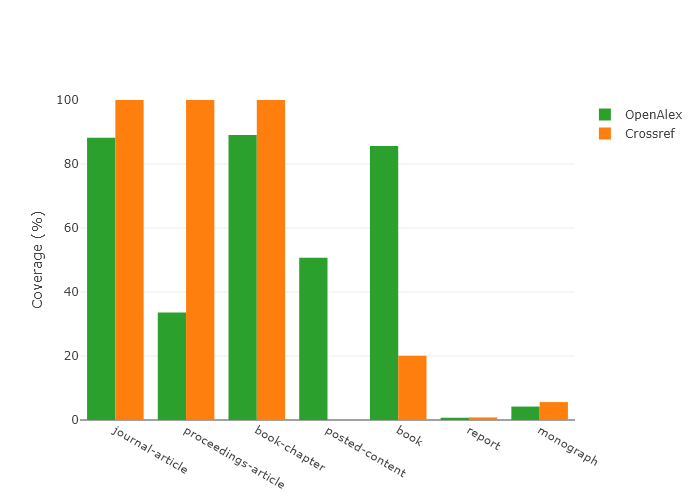 100
80
60
40
20
0
Coverage (%)
journal-article
proceedings-article
book-chapter
posted-content
book
report
monograph
OpenAlex
Crossref